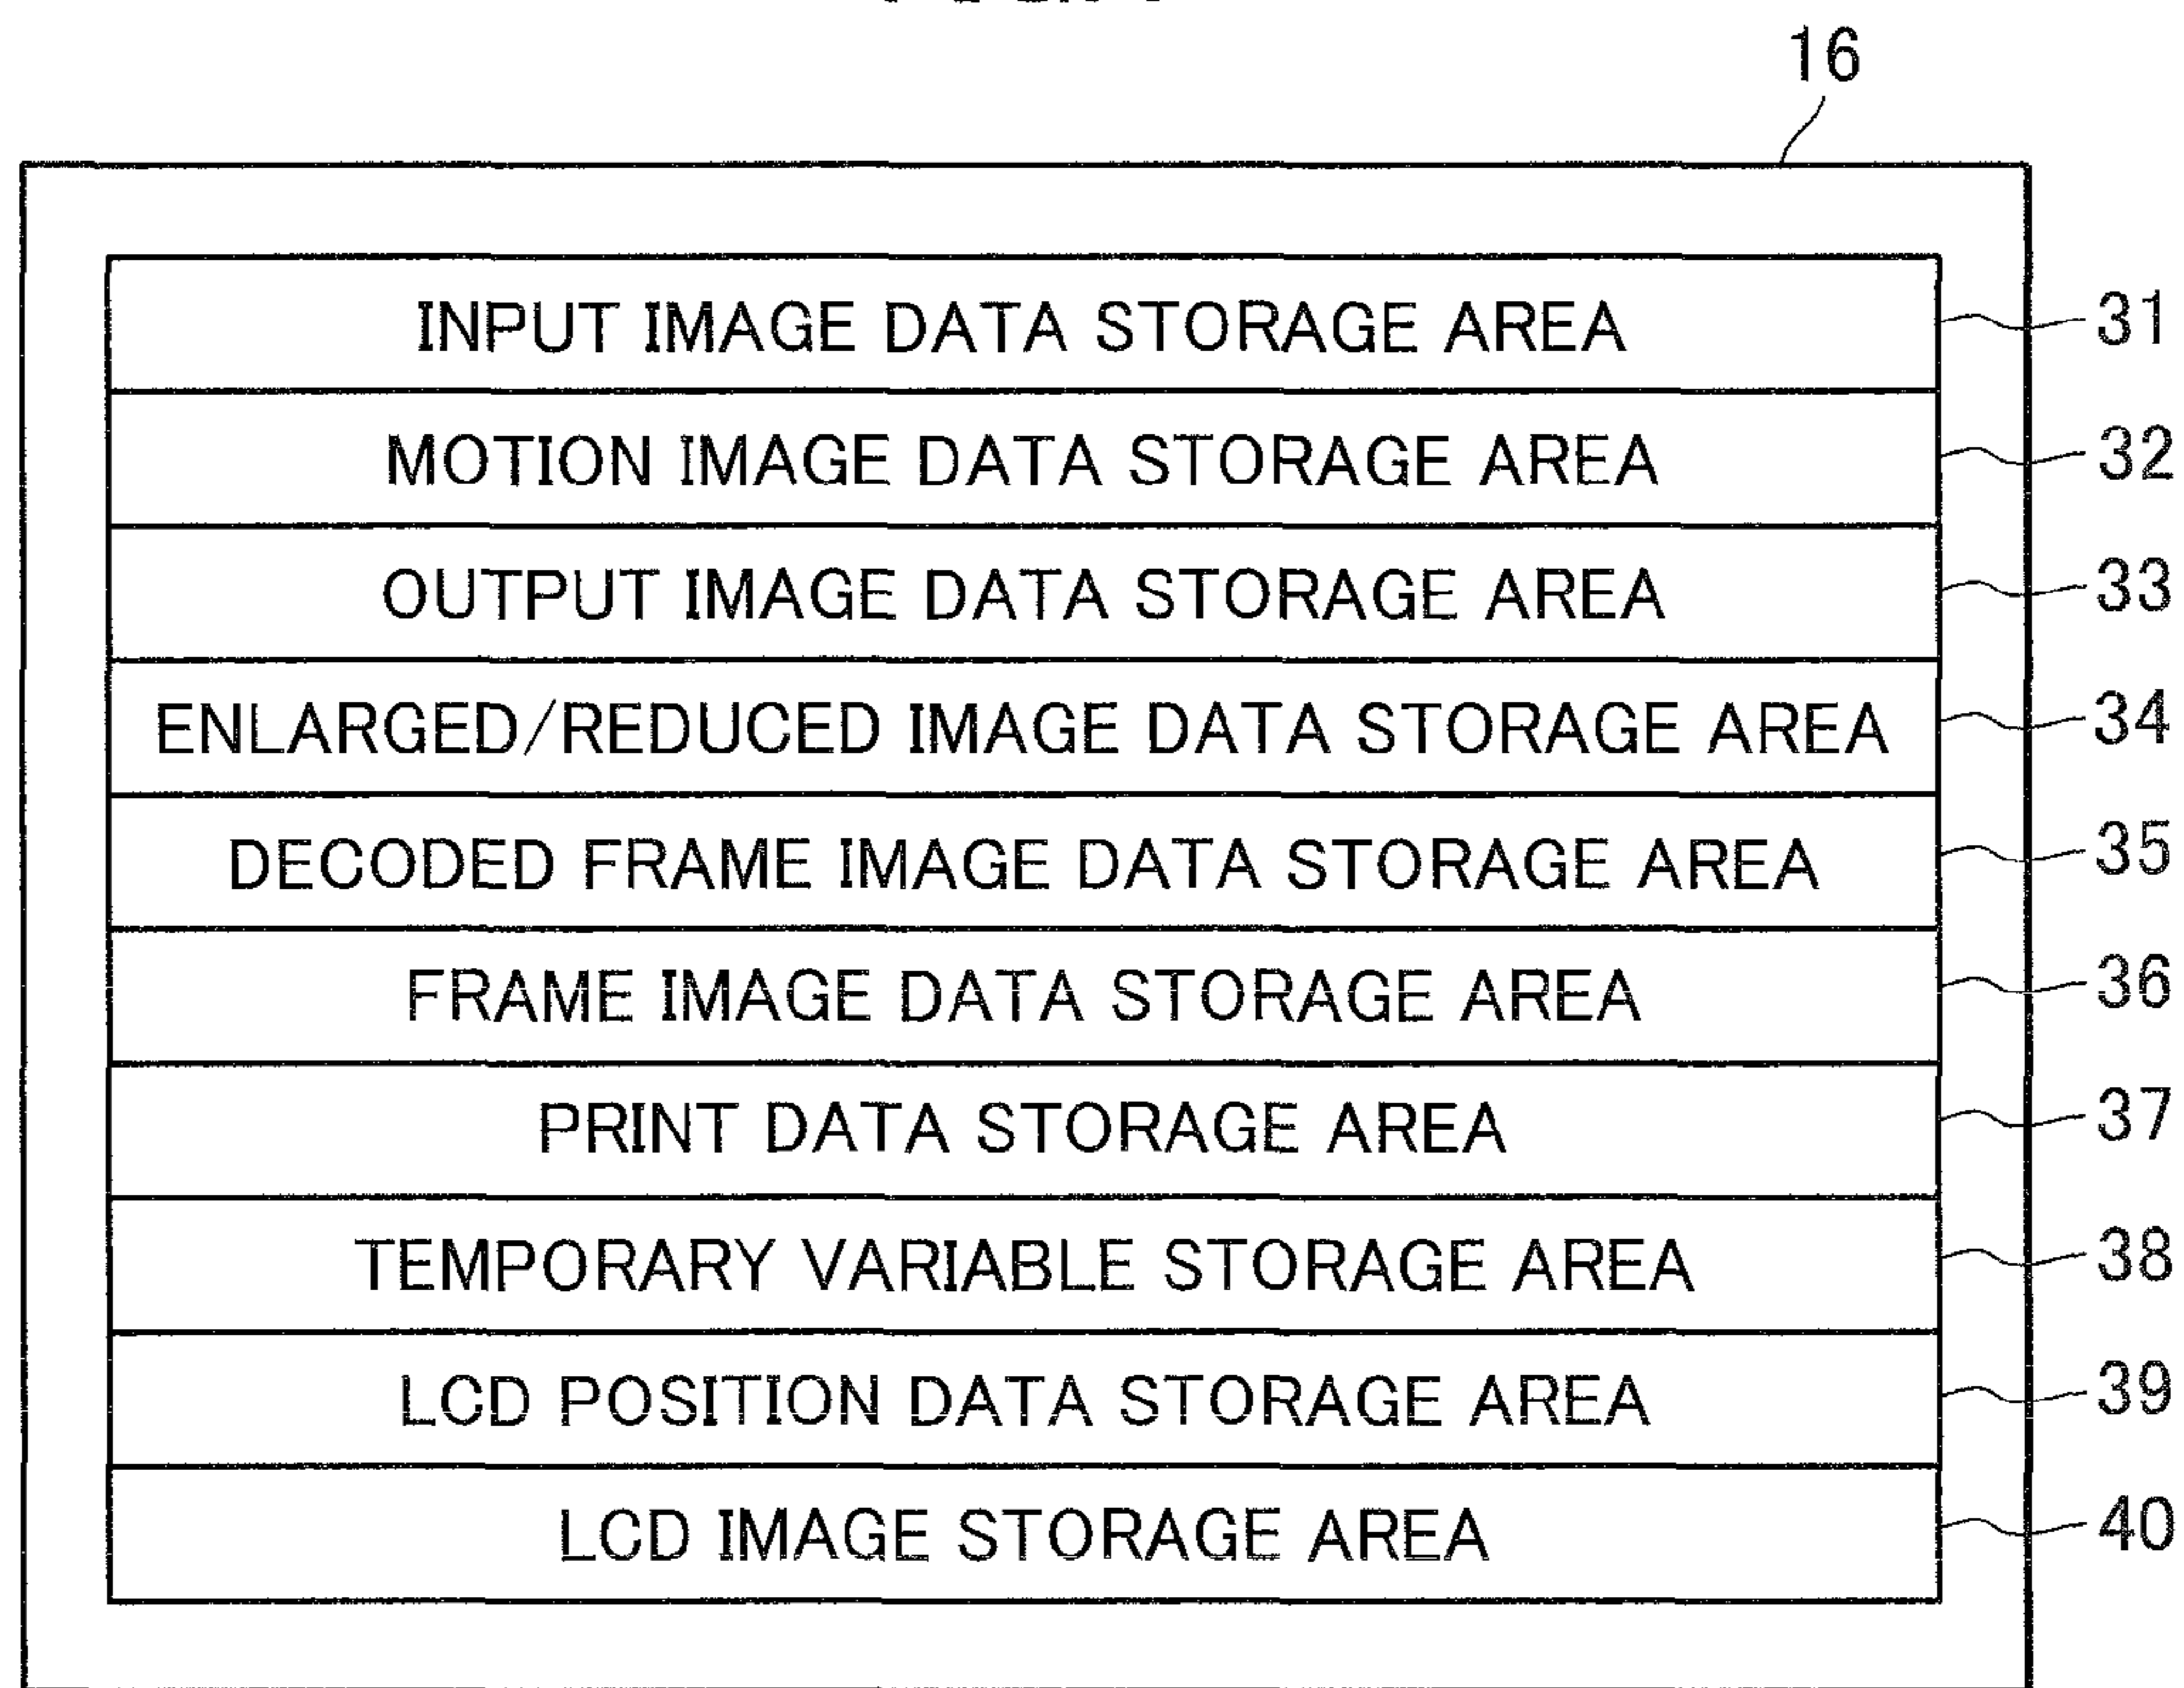 16
INPUT IMAGE DATA STORAGE AREA 31
MOTION IMAGE DATA STORAGE AREA 32
OUTPUT IMAGE DATA STORAGE AREA 33
ENLARGED/REDUCED IMAGE DATA STORAGE AREA 34
DECODED FRAME IMAGE DATA STORAGE AREA 35
FRAME IMAGE DATA STORAGE AREA 36
PRINT DATA STORAGE AREA 37
TEMPORARY VARIABLE STORAGE AREA 38
LCD POSITION DATA STORAGE AREA 39
LCD IMAGE STORAGE AREA 40